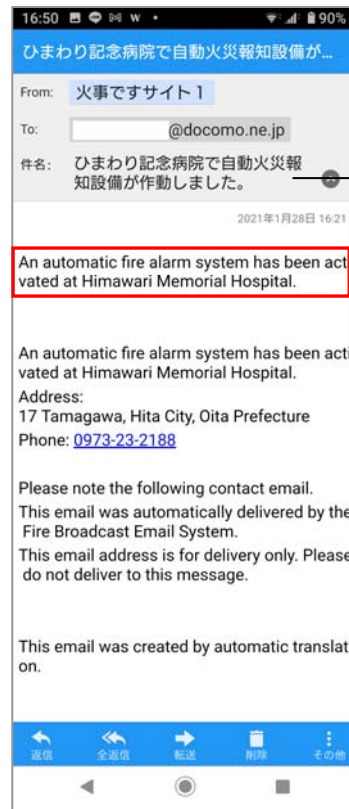 16:50 W • 90%
ひまわり記念病院で自動火災報知設備が...
From: 火事ですサイト1
To: @docomo.ne.jp
件名: ひまわり記念病院で自動火災報
知設備が作動しました。
2021年1月28日 16:21
An automatic fire alarm system has been acti
vated at Himawari Memorial Hospital.
An automatic fire alarm system has been acti
vated at Himawari Memorial Hospital.
Address:
17 Tamagawa, Hita City, Oita Prefecture
Phone: 0973-23-2188
Please note the following contact email.
This email was automatically delivered by the
Fire Broadcast Email System.
This email address is for delivery only. Please
do not deliver to this message.
This email was created by automatic translati
on.
返信 全返信 転送 削除 その他